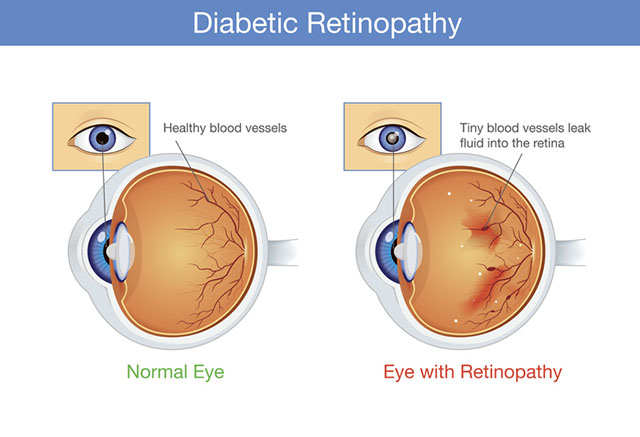 Diabetic Retinopathy
Healthy blood vessels
Tiny blood vessels leak
fluid into the retina
Normal Eye
Eye with Retinopathy